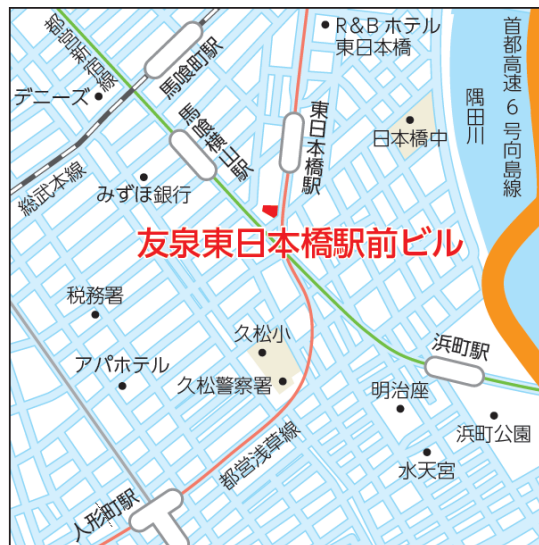 都営新宿線
馬喰町駅
R&Bホテル
東日本橋
首都高速6号向島線
デニーズ
馬喰横山駅
東日本橋駅
日本橋中
隅田川
総武本線
みずほ銀行
友泉東日本橋駅前ビル
税務署
久松小
浜町駅
アパホテル
久松警察署
明治座
浜町公園
都営浅草線
水天宮
人形町駅